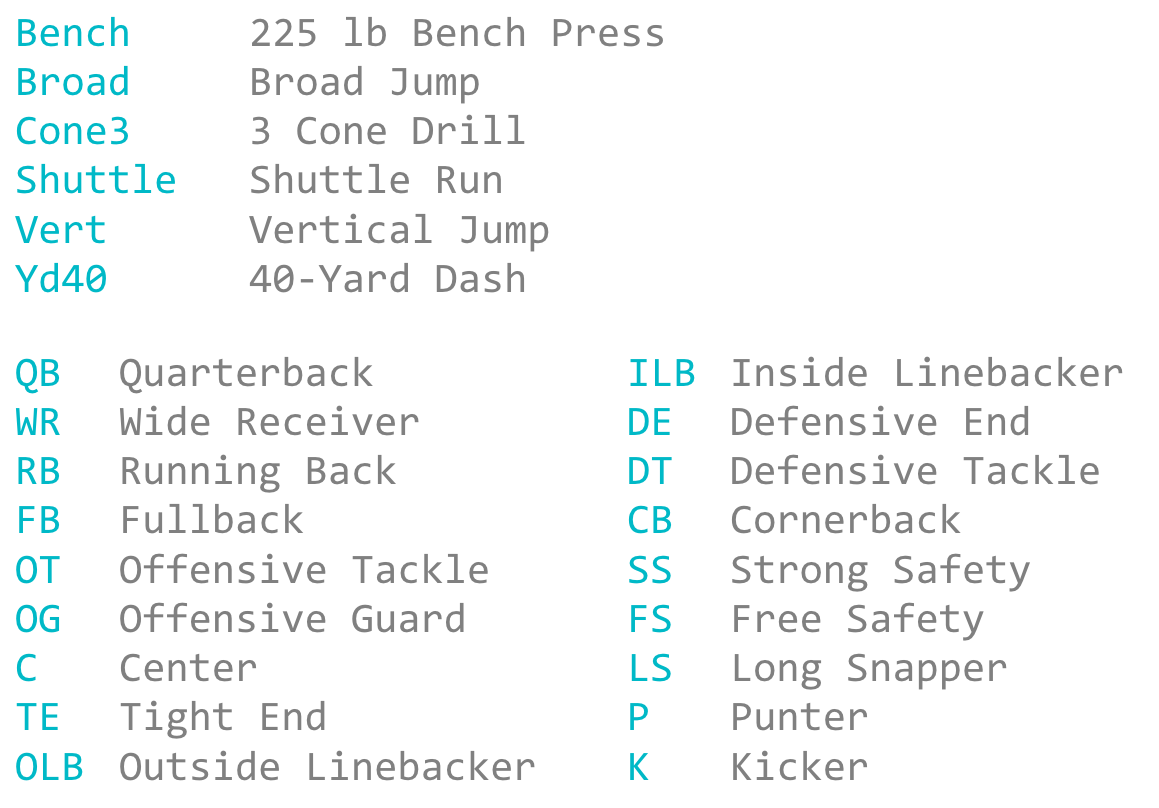 Bench 225 lb Bench Press
Broad Broad Jump
Cone3 3 Cone Drill
Shuttle Shuttle Run
Vert Vertical Jump
Yd40 40-Yard Dash
QB Quarterback ILB Inside Linebacker
WR Wide Receiver DE Defensive End
RB Running Back DT Defensive Tackle
FB Fullback CB Cornerback
OT Offensive Tackle SS Strong Safety
OG Offensive Guard FS Free Safety
C Center LS Long Snapper
TE Tight End P Punter
OLB Outside Linebacker K Kicker